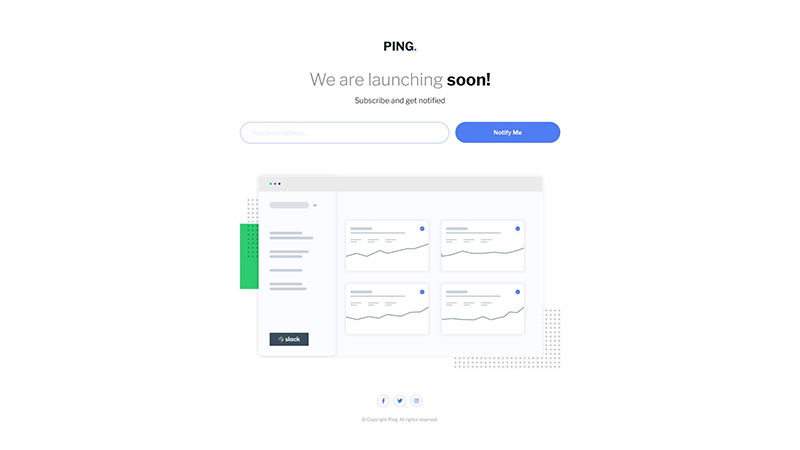 PING.
We are launching soon!
Subscribe and get notified
Your email address...
Notify Me
slack
© Copyright Ping. All rights reserved.